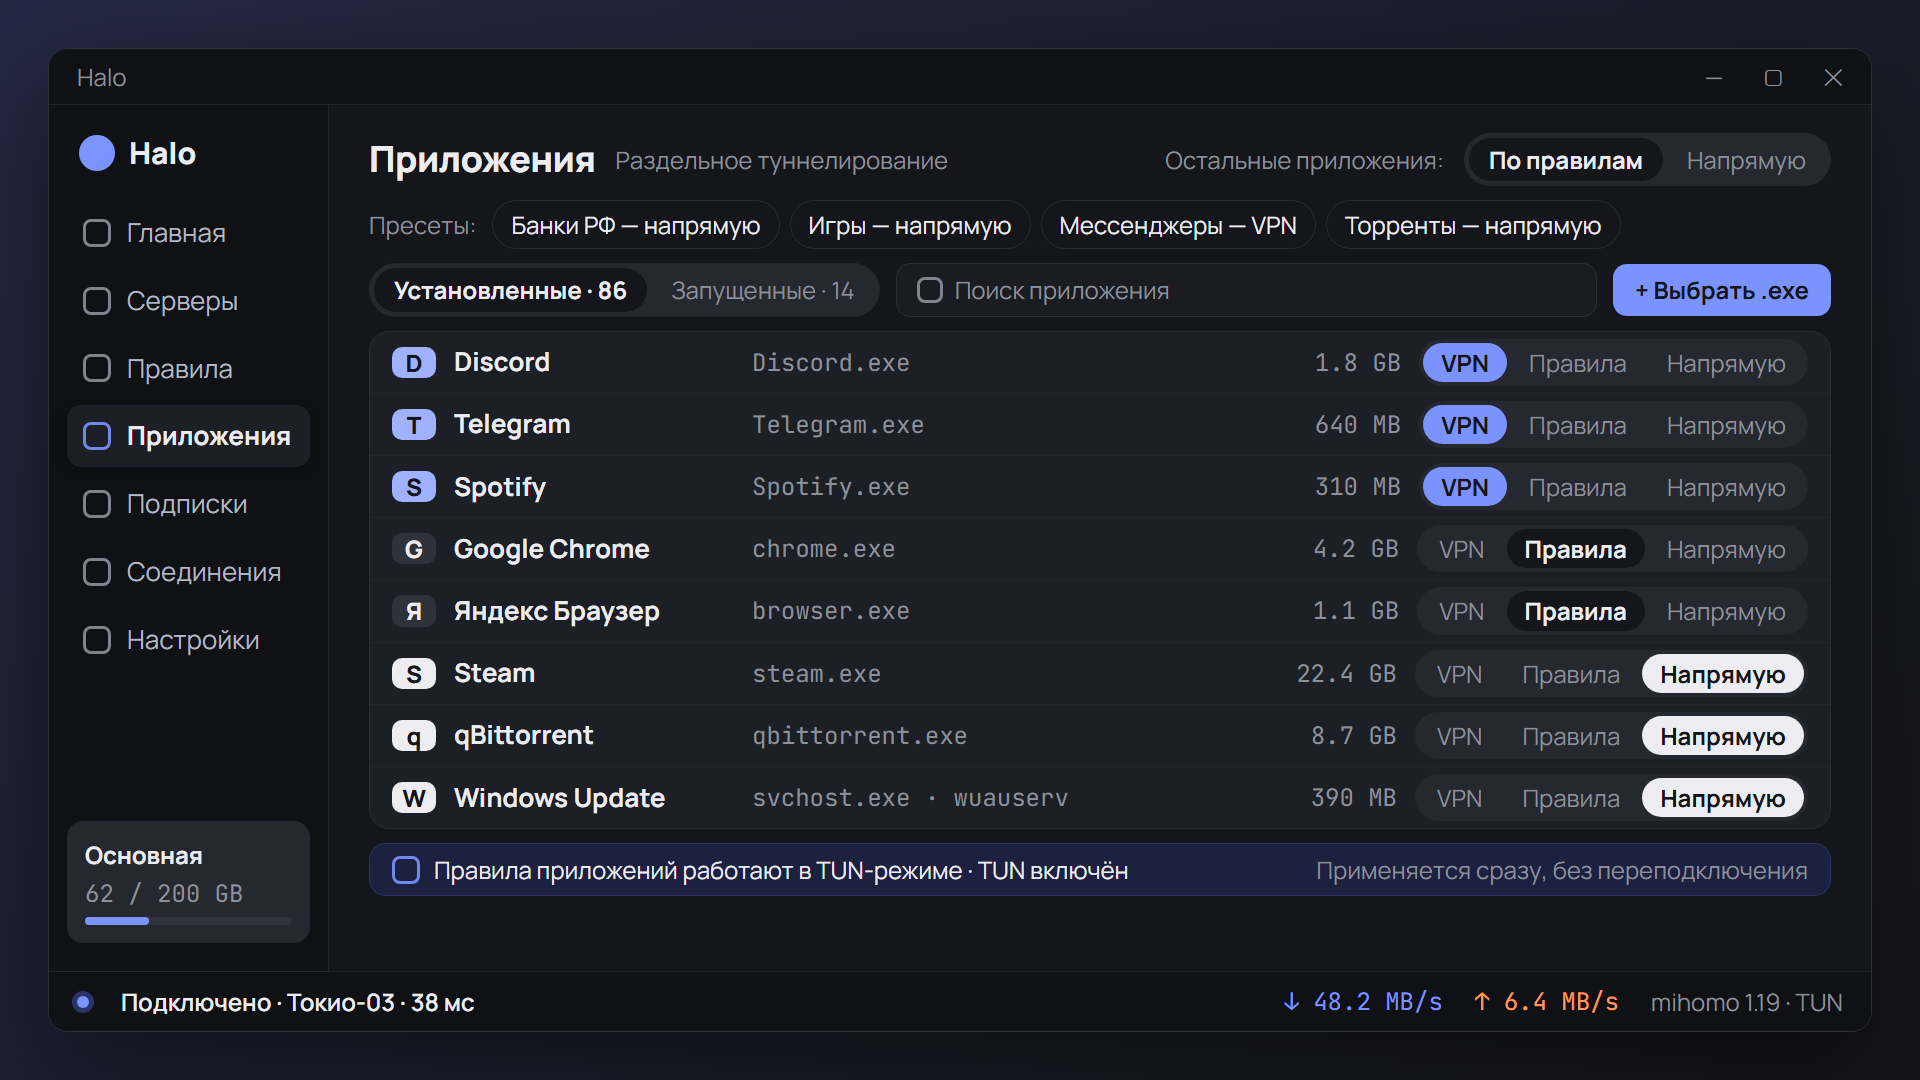 Halo
Halo
Главная
Серверы
Правила
Приложения
Подписки
Соединения
Настройки
Основная
62 / 200 GB
Приложения Раздельное туннелирование Остальные приложения: По правилам Напрямую
Пресеты: Банки РФ — напрямую Игры — напрямую Мессенджеры — VPN Торренты — напрямую
Установленные · 86 Запущенные · 14 Поиск приложения + Выбрать .exe
D Discord Discord.exe 1.8 GB VPN Правила Напрямую
T Telegram Telegram.exe 640 MB VPN Правила Напрямую
S Spotify Spotify.exe 310 MB VPN Правила Напрямую
G Google Chrome chrome.exe 4.2 GB VPN Правила Напрямую
Я Яндекс Браузер browser.exe 1.1 GB VPN Правила Напрямую
S Steam steam.exe 22.4 GB VPN Правила Напрямую
q qBittorrent qbittorrent.exe 8.7 GB VPN Правила Напрямую
W Windows Update svchost.exe · wuauserv 390 MB VPN Правила Напрямую
Правила приложений работают в TUN-режиме · TUN включён Применяется сразу, без переподключения
Подключено · Токио-03 · 38 мс ↓ 48.2 MB/s ↑ 6.4 MB/s mihomo 1.19 · TUN